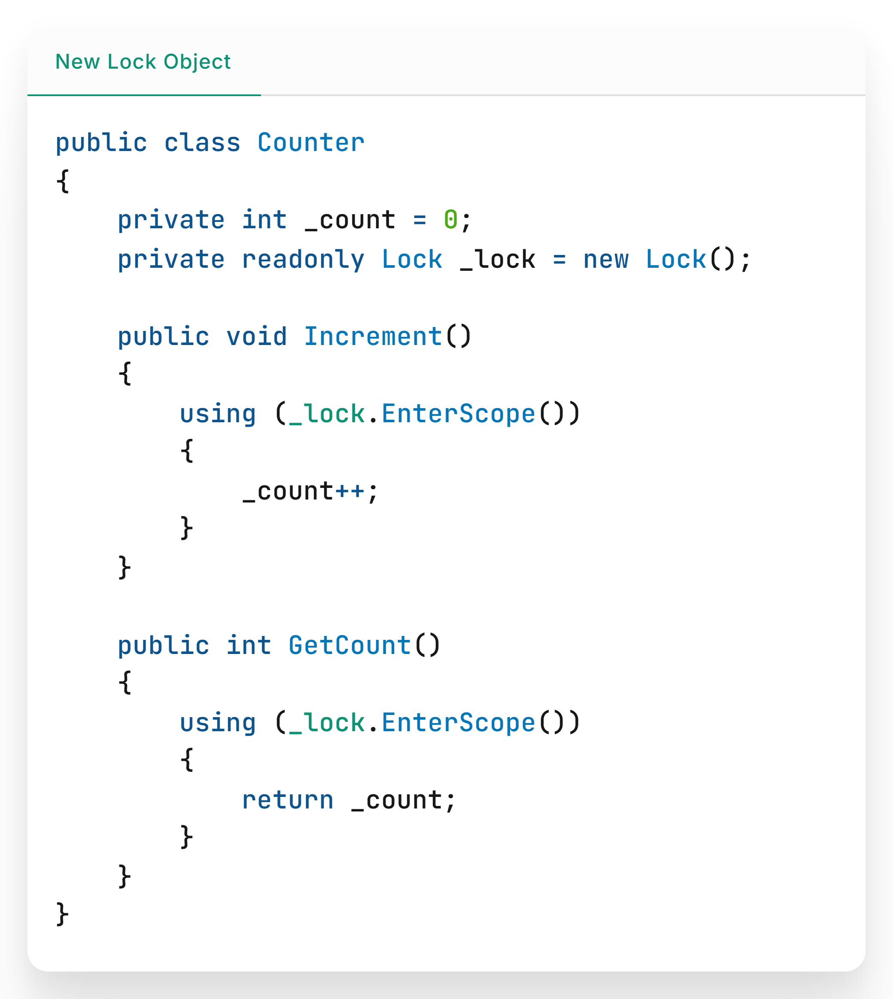 New Lock Object
public class Counter
{
    private int _count = 0;
    private readonly Lock _lock = new Lock();

    public void Increment()
    {
        using (_lock.EnterScope())
        {
            _count++;
        }
    }

    public int GetCount()
    {
        using (_lock.EnterScope())
        {
            return _count;
        }
    }
}